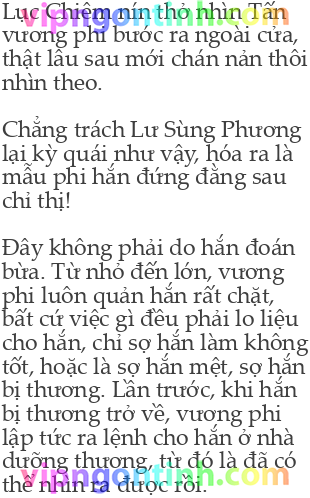 Lục Chiêm nín thở nhìn Tấn
vương phi bước ra ngoài cửa,
thật lâu sau mới chán nản thôi
nhìn theo.
Chẳng trách Lư Sùng Phương
lại kỳ quái như vậy, hóa ra là
mẫu phi hắn đứng đằng sau
chỉ thị!
Đây không phải do hắn đoán
bừa. Từ nhỏ đến lớn, vương
phi luôn quản hắn rất chặt,
bất cứ việc gì đều phải lo liệu
cho hắn, chỉ sợ hắn làm không
tốt, hoặc là sợ hắn mệt, sợ hắn
bị thương. Lần trước, khi hắn
bị thương trở về, vương phi
lập tức ra lệnh cho hắn ở nhà
dưỡng thương, từ đó là đã có
thể nhìn ra được rồi.
vipngontinh.com
vipngontinh.com